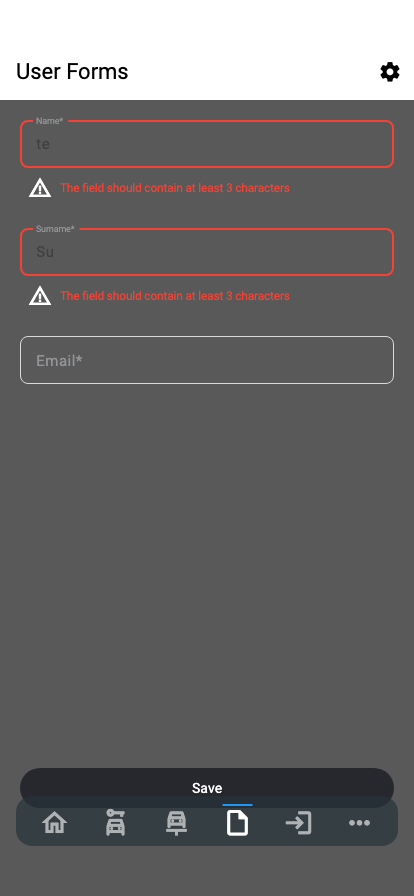 User Forms
Name*
te
The field should contain at least 3 characters
Surname*
Su
The field should contain at least 3 characters
Email*
Save